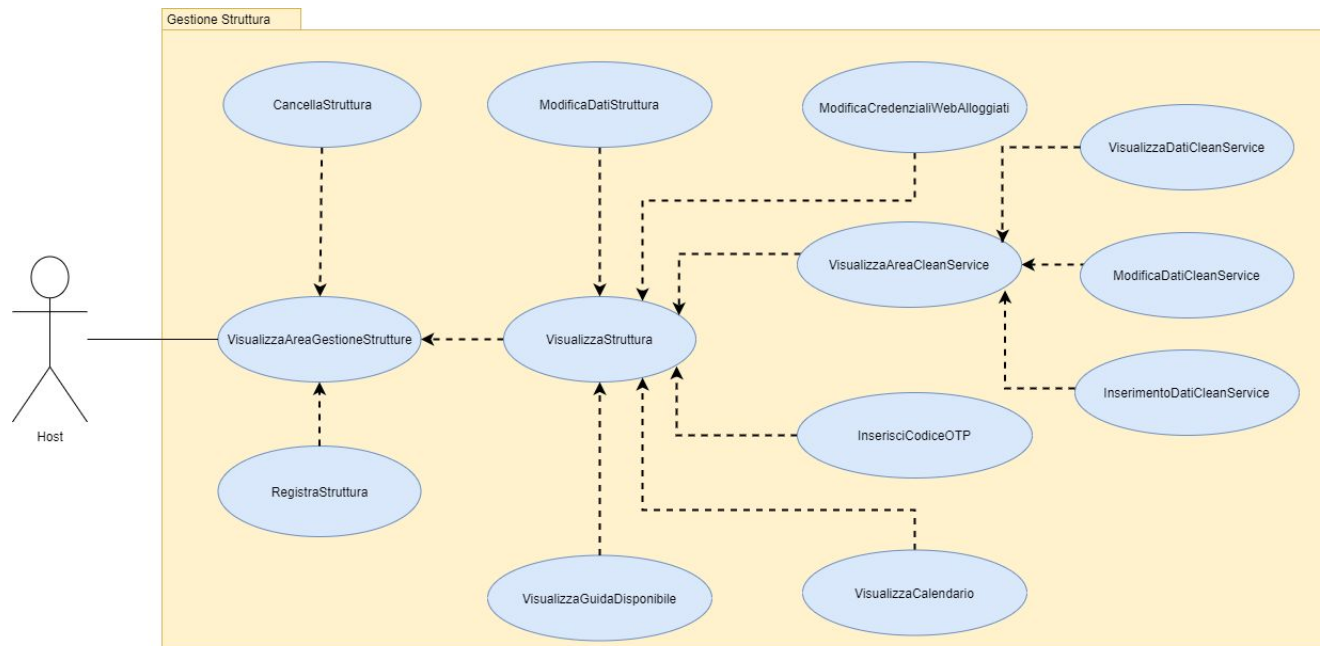 Gestione Struttura
CancellaStruttura
ModificaDatiStruttura
ModificaCredenzialiWebAlloggiati
VisualizzaDatiCleanService
VisualizzaAreaCleanService
ModificaDatiCleanService
VisualizzaAreaGestioneStrutture
VisualizzaStruttura
InserimentoDatiCleanService
Host
InserisciCodiceOTP
RegistraStruttura
VisualizzaGuidaDisponibile
VisualizzaCalendario